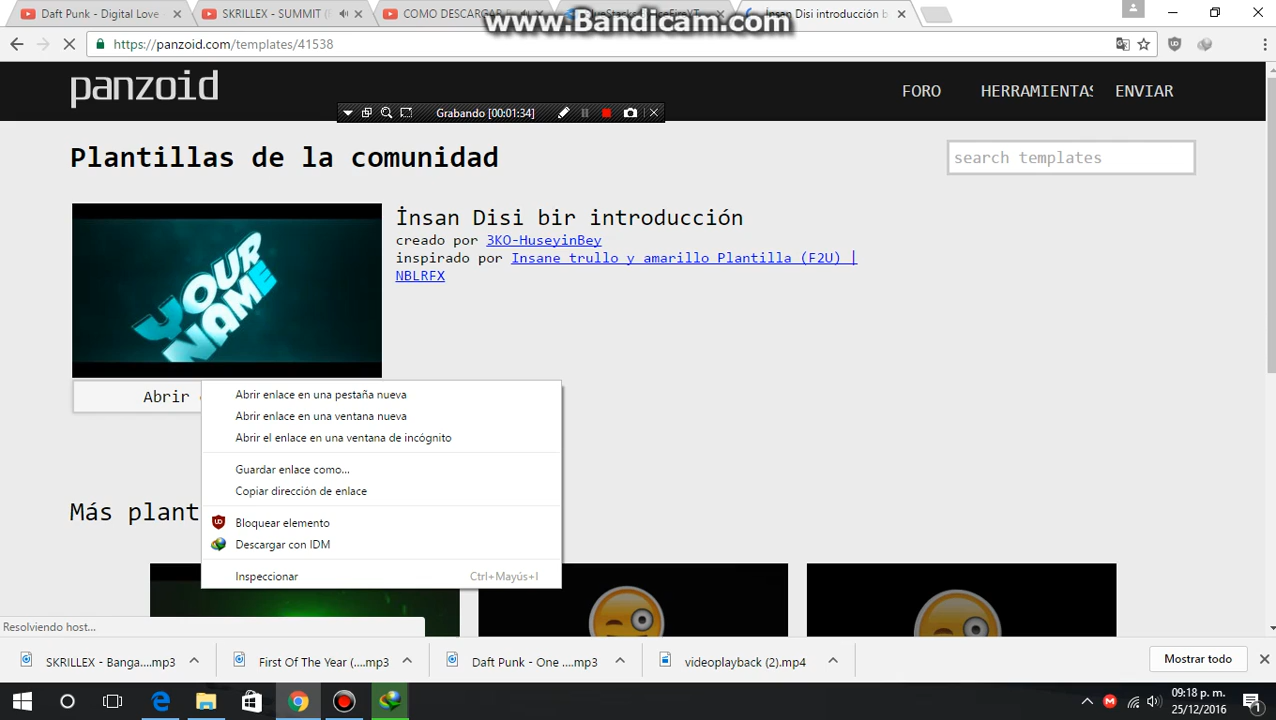 Daft Punk - Digital Love
SKRILLEX - SUMMIT (
COMO DESCARGAR
www.Bandicam.com
İnsan Disi introducción b
https://panzoid.com/templates/41538
panzoid
FORO HERRAMIENTAS ENVIAR
Grabando [00:01:34]
Plantillas de la comunidad
search templates
YOUR
NAME
İnsan Disi bir introducción
creado por 3KO-HuseyinBey
inspirado por Insane trullo y amarillo Plantilla (F2U) |
NBLRFX
Abrir
Abrir enlace en una pestaña nueva
Abrir enlace en una ventana nueva
Abrir el enlace en una ventana de incógnito
Guardar enlace como...
Copiar dirección de enlace
Bloquear elemento
Descargar con IDM
Inspeccionar Ctrl+Mayús+I
Más plant
Resolviendo host...
SKRILLEX - Banga....mp3
First Of The Year (....mp3
Daft Punk - One ....mp3
videoplayback (2).mp4
Mostrar todo
09:18 p. m.
25/12/2016